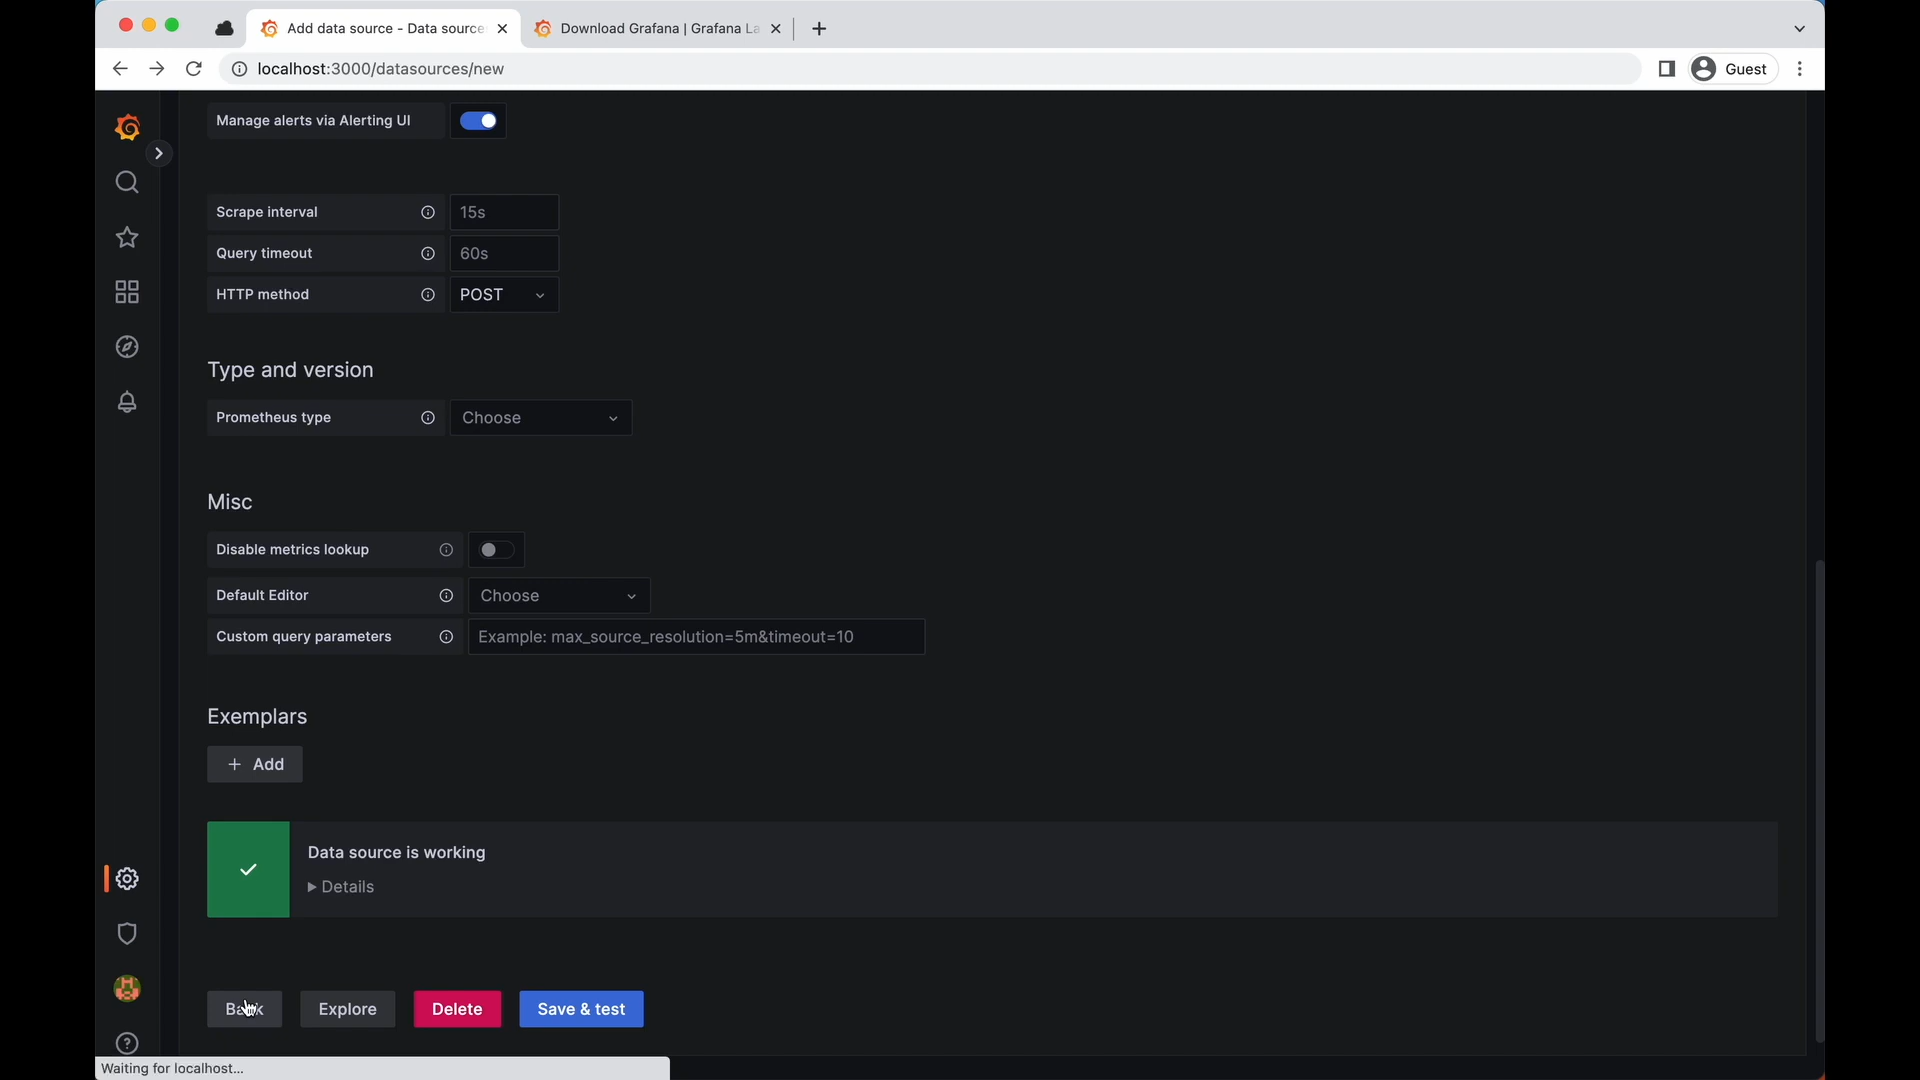 Add data source - Data source
Download Grafana | Grafana La
localhost:3000/datasources/new
Guest
Manage alerts via Alerting UI
Scrape interval 15s
Query timeout 60s
HTTP method POST
Type and version
Prometheus type Choose
Misc
Disable metrics lookup
Default Editor Choose
Custom query parameters Example: max_source_resolution=5m&timeout=10
Exemplars
+ Add
Data source is working
Details
Back Explore Delete Save & test
Waiting for localhost...